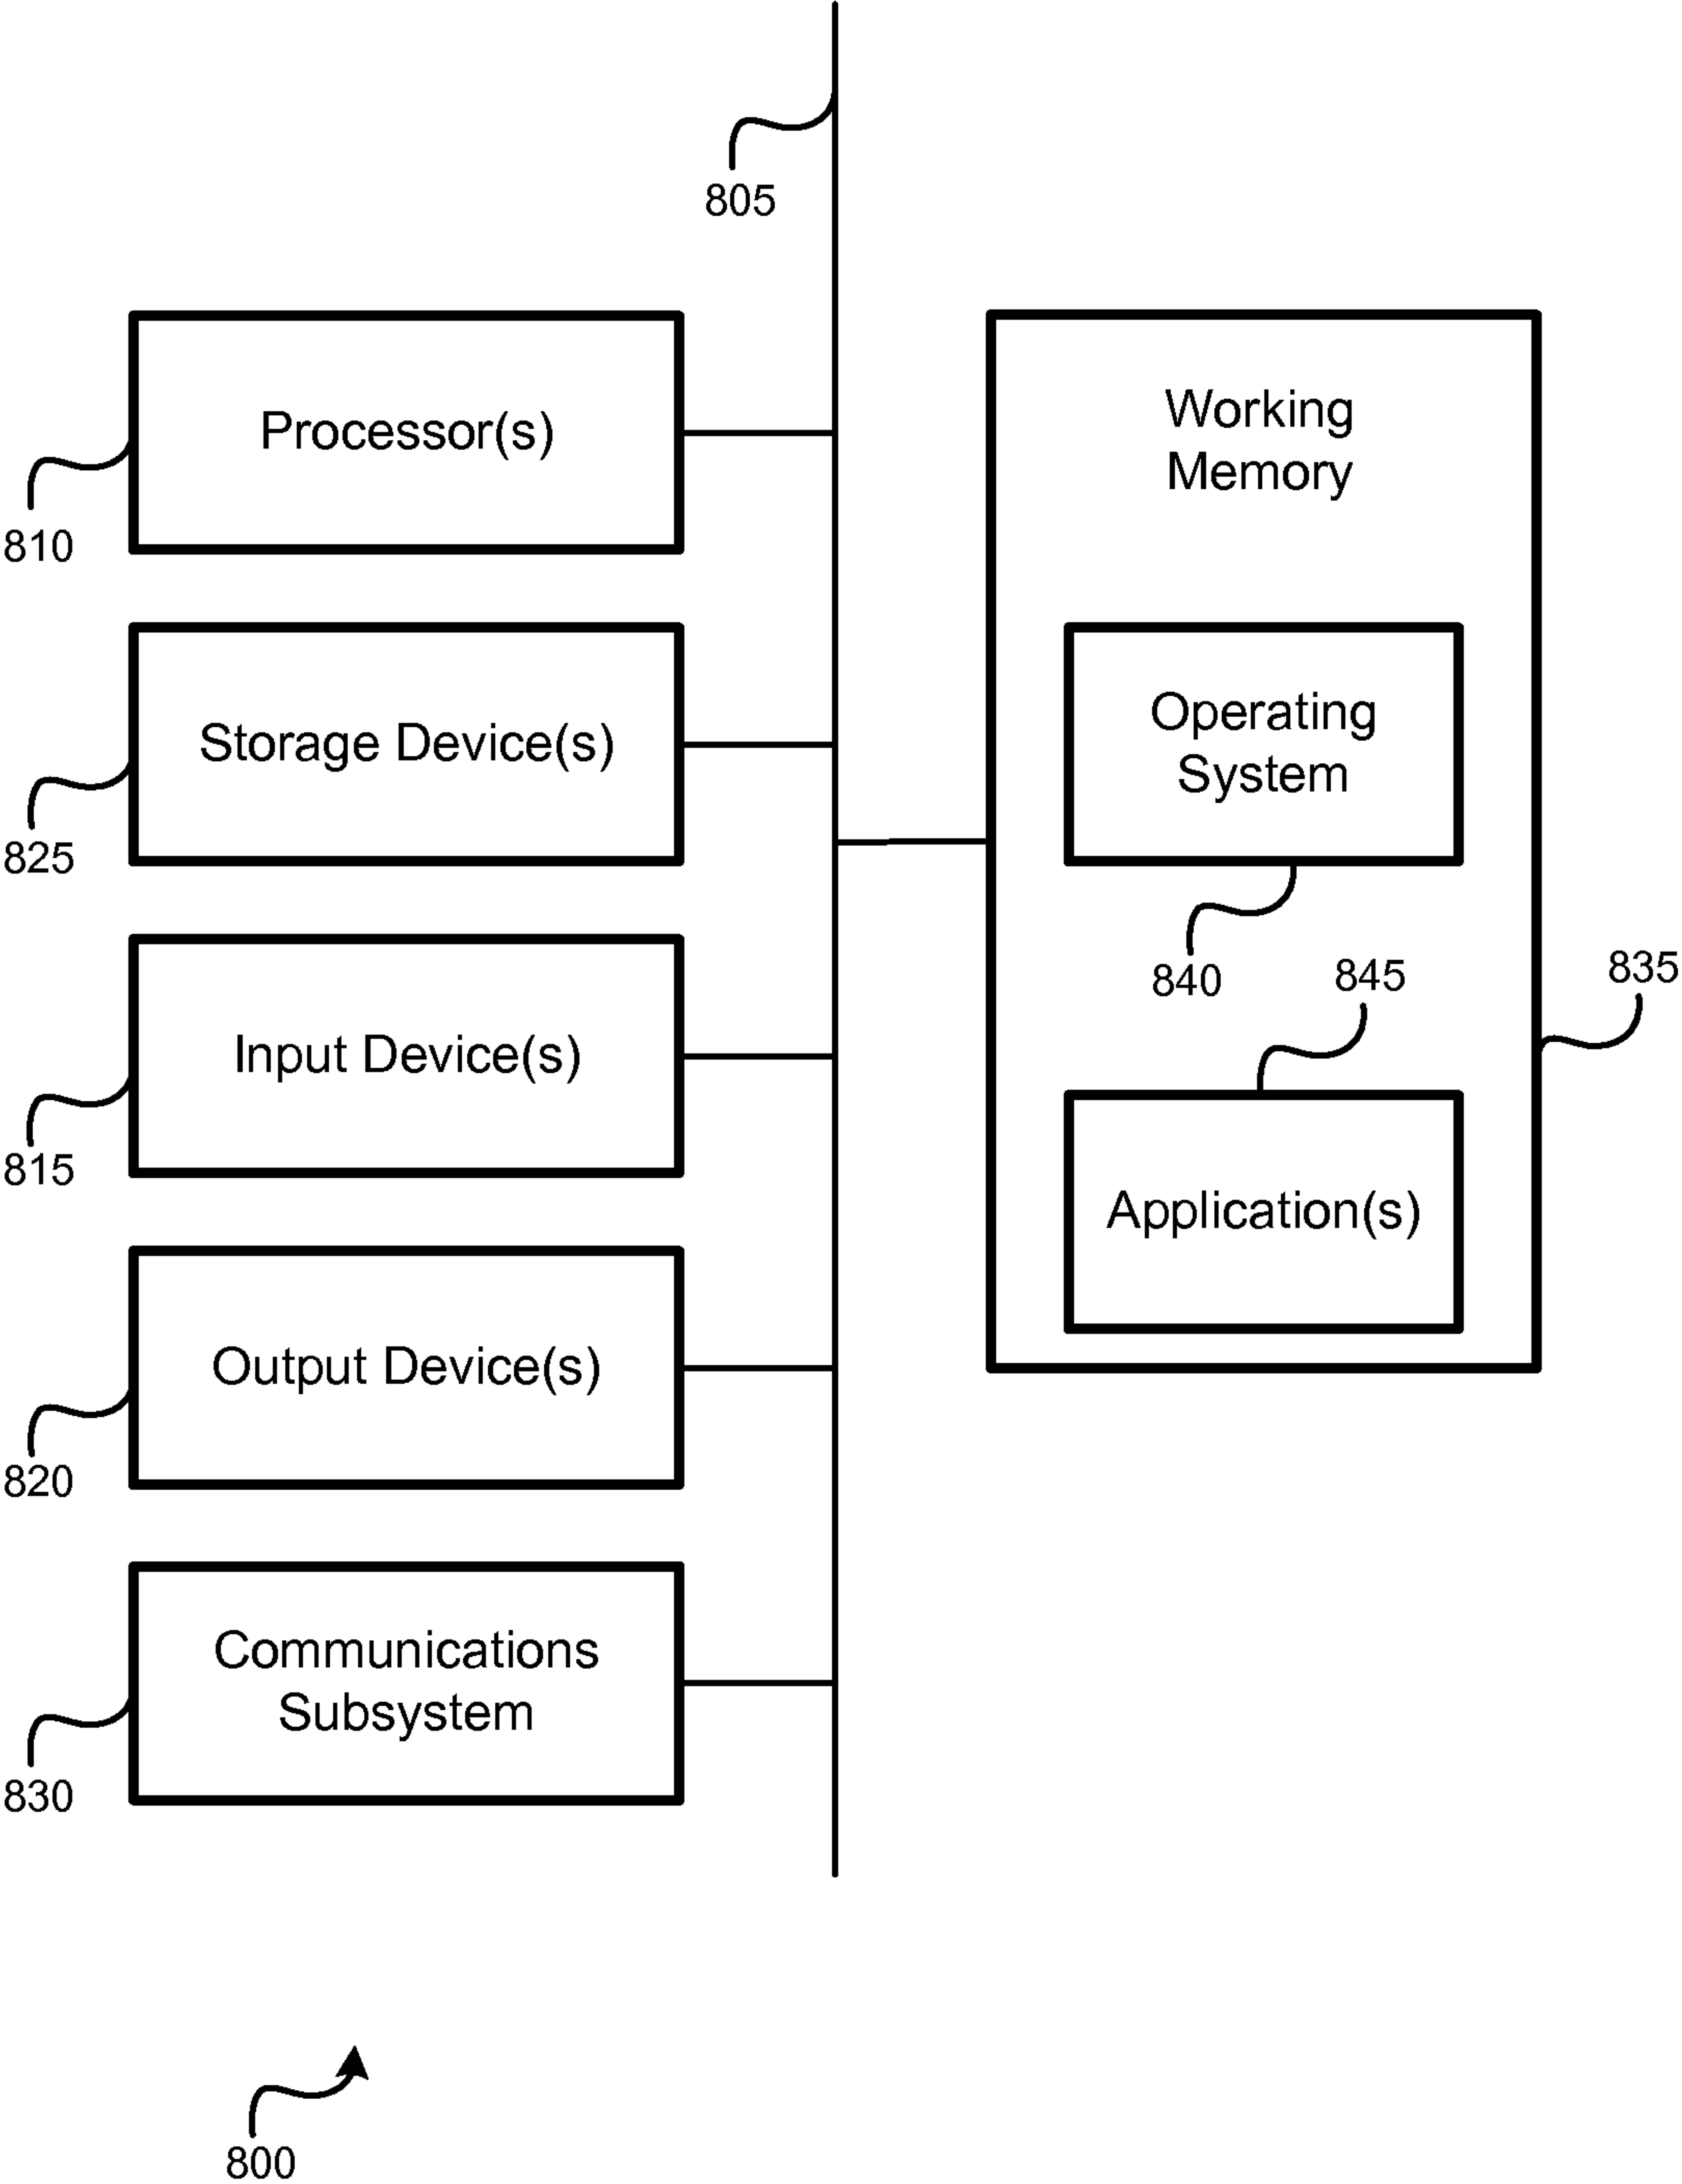 805
Processor(s)
810
Storage Device(s)
825
Input Device(s)
815
Output Device(s)
820
Communications
Subsystem
830
Working
Memory
Operating
System
840
845
835
Application(s)
800